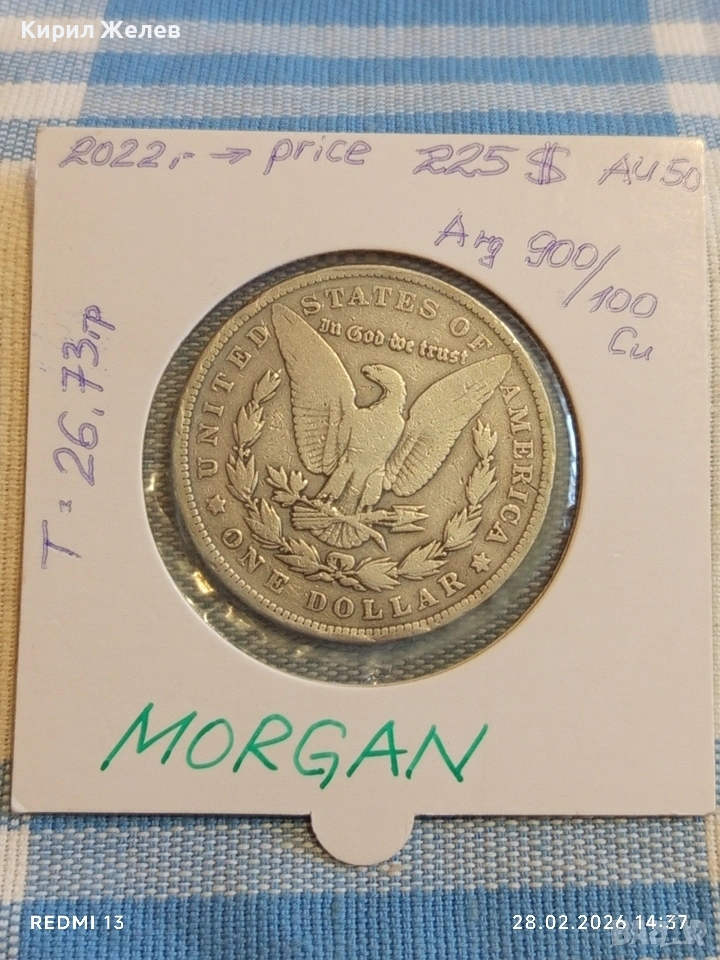 Кирил Желев
2022г. → price 225 $ AU50
Arg 900/100
Cu
T = 26,73гр
UNITED STATES OF AMERICA
In God we trust
ONE DOLLAR
MORGAN
REDMI 13
28.02.2026 14:37